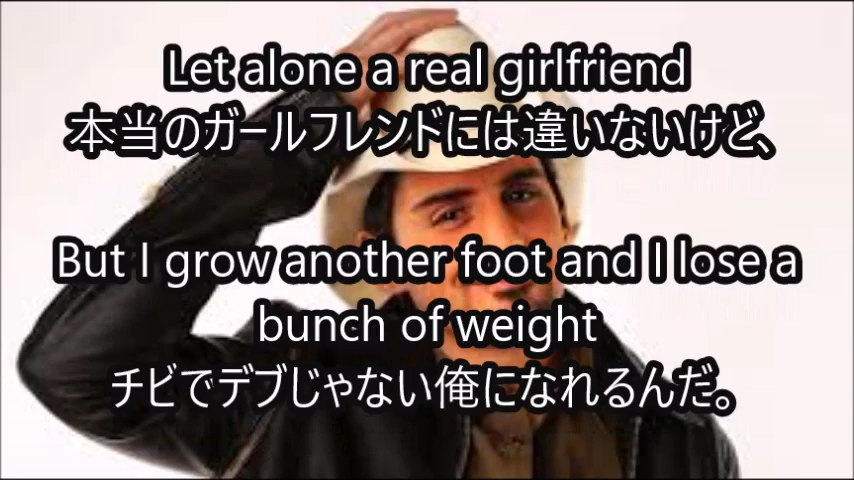 Let alone a real girlfriend
本当のガールフレンドには違いないけど、
But I grow another foot and I lose a
bunch of weight
チビでデブじゃない俺になれるんだ。